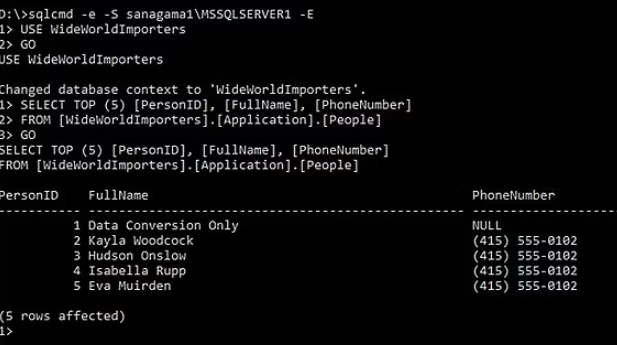 D:\>sqlcmd -e -S sanagama1\MSSQLSERVER1 -E
1> USE WideWorldImporters
2> GO
USE WideWorldImporters
Changed database context to 'WideWorldImporters'.
1> SELECT TOP (5) [PersonID], [FullName], [PhoneNumber]
2> FROM [WideWorldImporters].[Application].[People]
3> GO
SELECT TOP (5) [PersonID], [FullName], [PhoneNumber]
FROM [WideWorldImporters].[Application].[People]
PersonID FullName PhoneNumber
----------- -------------------------------------------------- --------------------
1 Data Conversion Only NULL
2 Kayla Woodcock (415) 555-0102
3 Hudson Onslow (415) 555-0102
4 Isabella Rupp (415) 555-0102
5 Eva Muirden (415) 555-0102
(5 rows affected)
1>